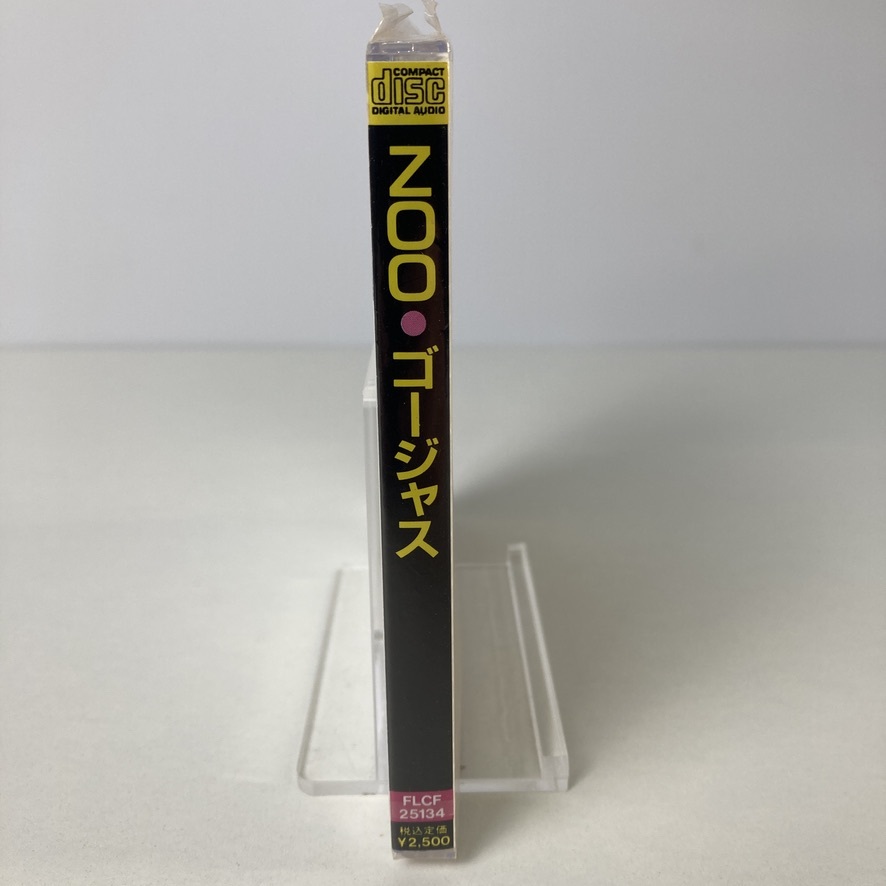 COMPACT
disc
DIGITAL AUDIO
ZOO●ゴージャス
FLCF
25134
税込定価
¥2,500